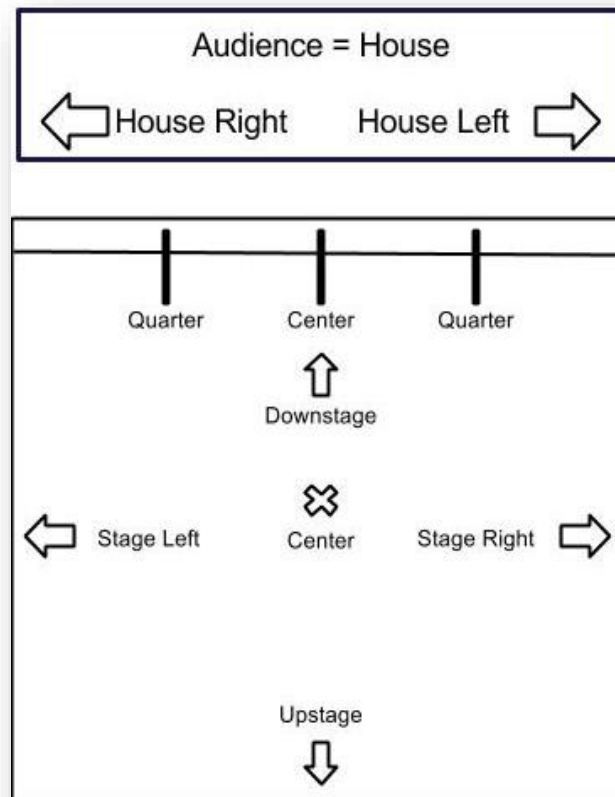 Audience = House
House Right House Left
Quarter Center Quarter
Downstage
Stage Left Center Stage Right
Upstage